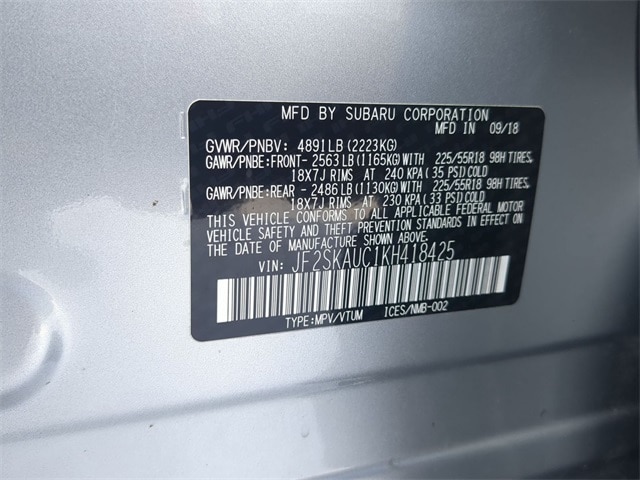 MFD BY SUBARU CORPORATION
MFD IN 09/18
GVWR/PNBV: 4891LB (2223KG)
GAWR/PNBE:FRONT- 2563LB (1165KG)WITH 225/55R18 98H TIRES,
18X7J RIMS AT 240 KPA ( 35 PSI)COLD
GAWR/PNBE:REAR - 2486LB (1130KG)WITH 225/55R18 98H TIRES,
18X7J RIMS AT 230 KPA ( 33 PSI)COLD
THIS VEHICLE CONFORMS TO ALL APPLICABLE FEDERAL MOTOR
VEHICLE SAFETY AND THEFT PREVENTION STANDARDS IN EFFECT ON
THE DATE OF MANUFACTURE SHOWN ABOVE.
VIN: JF2SKAUC1KH418425
TYPE:MPV/VTUM ICES/NMB-002